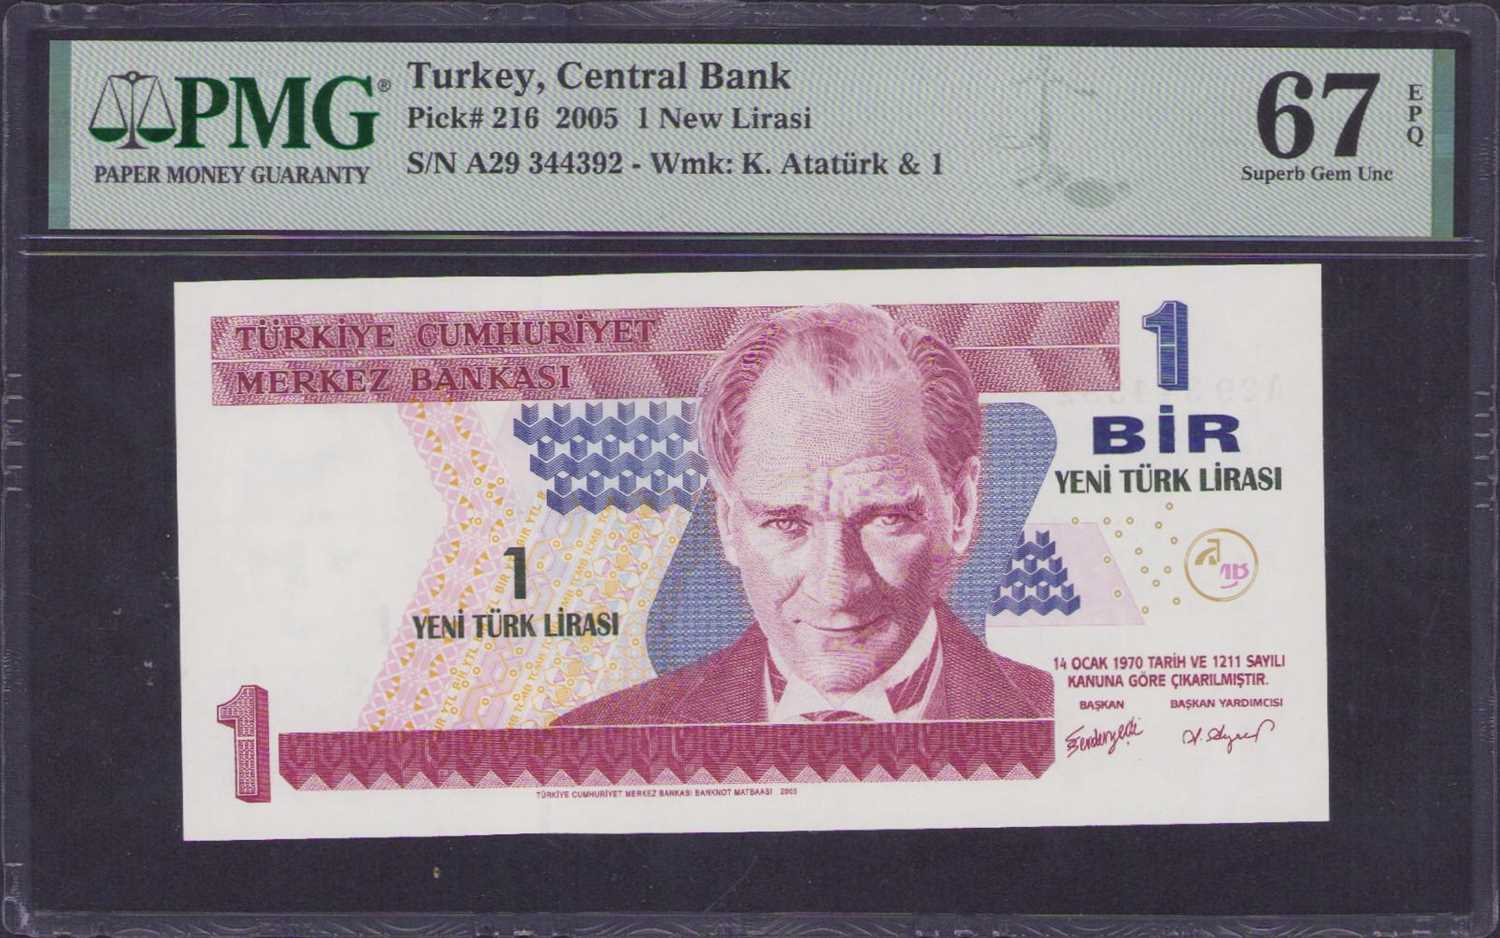 PMG®
PAPER MONEY GUARANTY
Turkey, Central Bank
Pick# 216 2005 1 New Lirasi
S/N A29 344392 - Wmk: K. Atatürk & 1
67
EPQ
Superb Gem Unc
TÜRKİYE CUMHURİYET
MERKEZ BANKASI
1
BİR
YENİ TÜRK LİRASI
1
YENİ TÜRK LİRASI
14 OCAK 1970 TARİH VE 1211 SAYILI
KANUNA GÖRE ÇIKARILMIŞTIR.
BAŞKAN BAŞKAN YARDIMCISI
1
TÜRKİYE CUMHURİYET MERKEZ BANKASI BANKNOT MATBAASI 2005